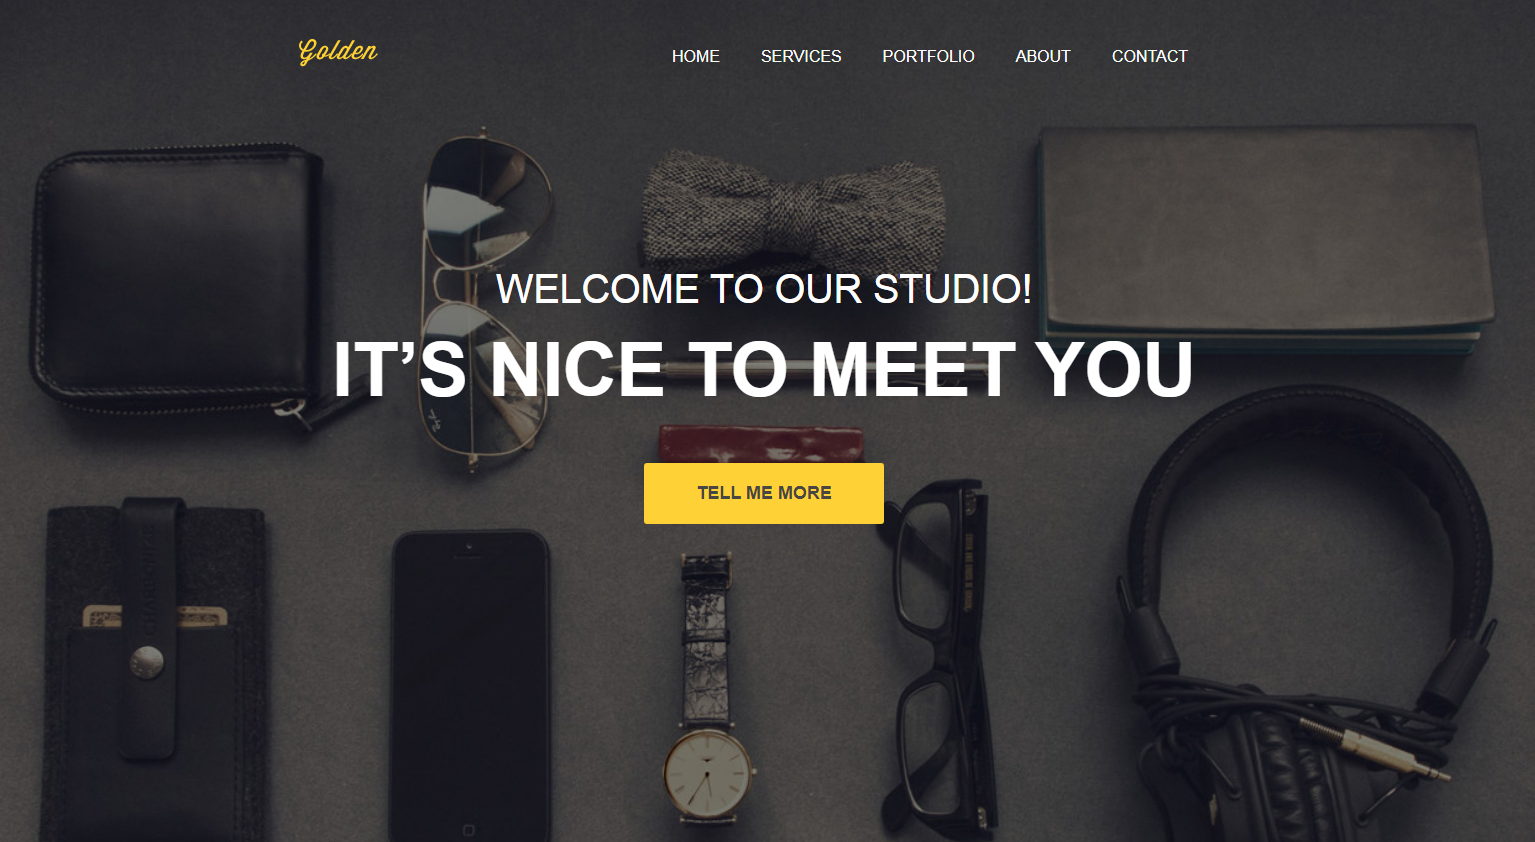 Golden
HOME SERVICES PORTFOLIO ABOUT CONTACT
WELCOME TO OUR STUDIO!
IT’S NICE TO MEET YOU
TELL ME MORE